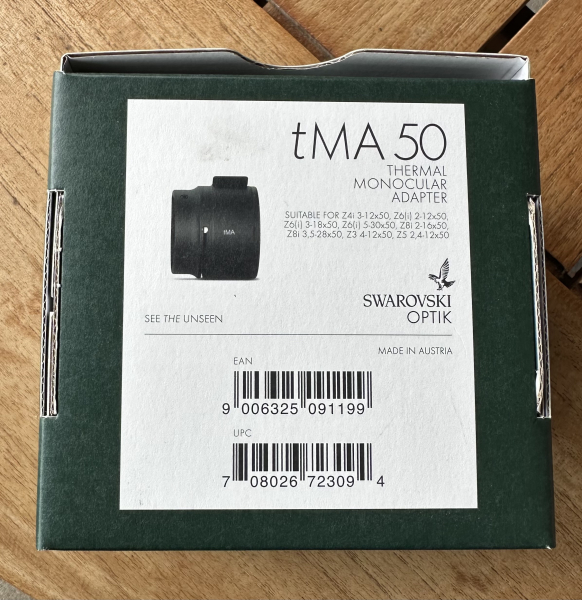 tMA 50
THERMAL
MONOCULAR
ADAPTER
SUITABLE FOR Z4i 3-12x50, Z6(i) 2-12x50,
Z6(i) 3-18x50, Z6(i) 5-30x50, Z8i 2-16x50,
Z8i 3,5-28x50, Z3 4-12x50, Z5 2,4-12x50
tMA
SWAROVSKI
OPTIK
SEE THE UNSEEN
MADE IN AUSTRIA
EAN
9 006325 091199
UPC
7 08026 72309 4